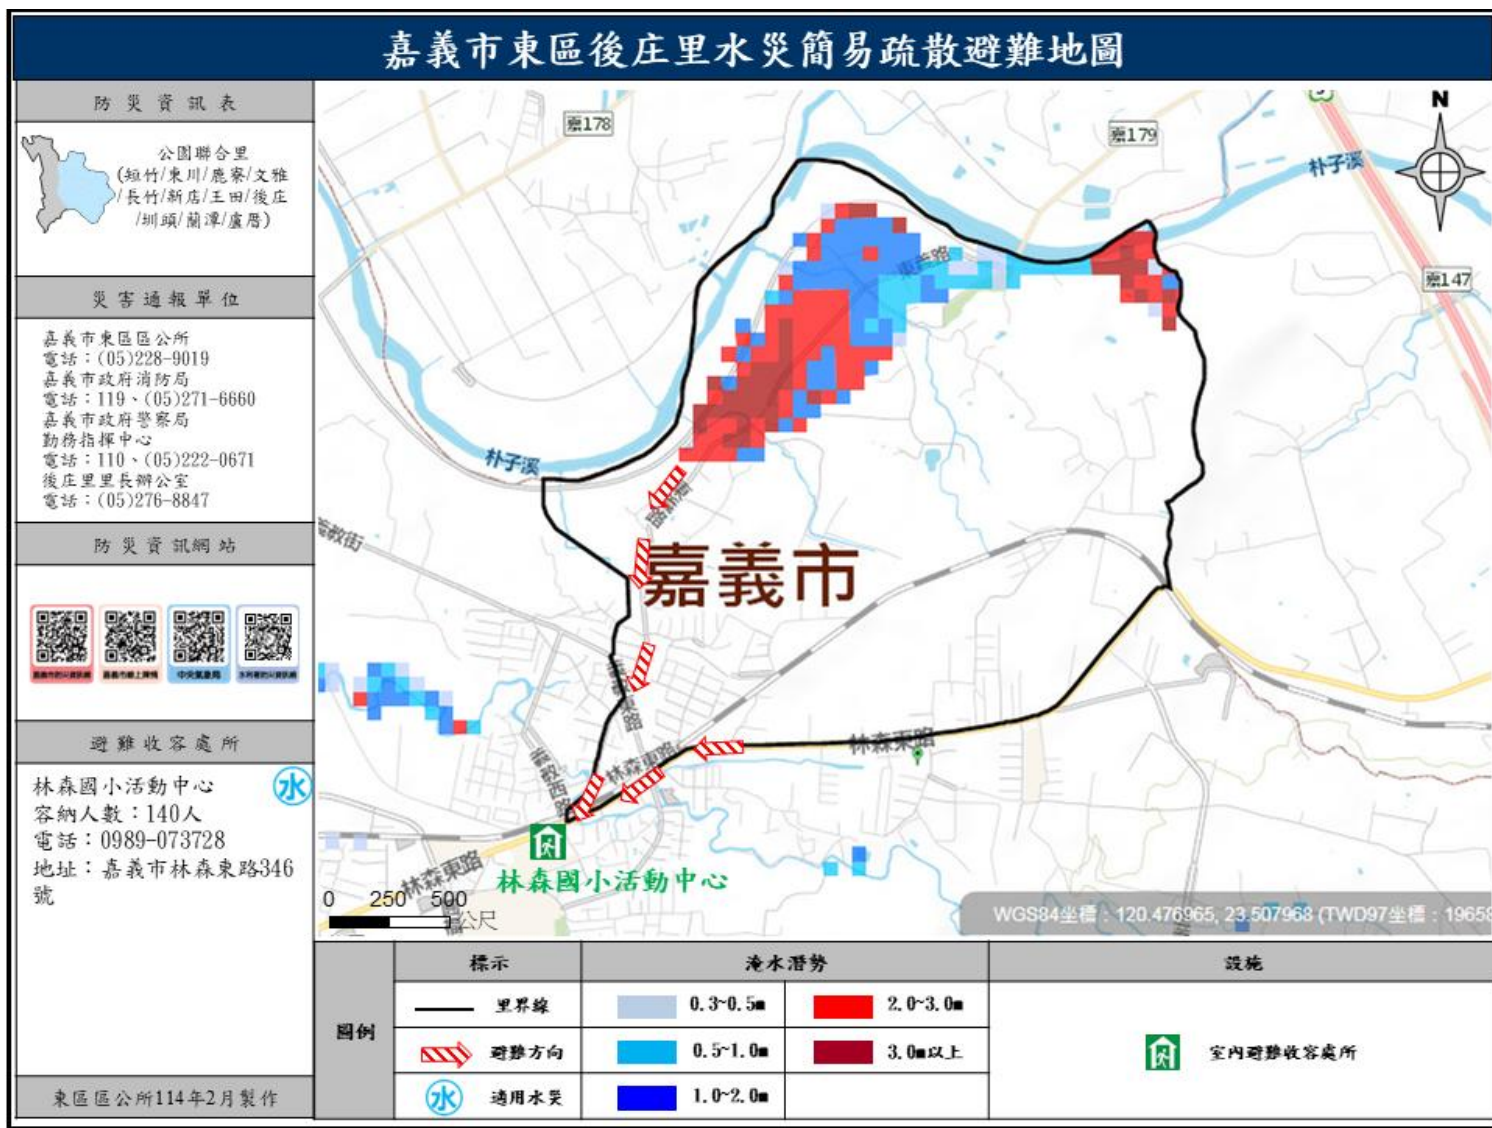 嘉義市東區後庄里水災簡易疏散避難地圖
防災資訊表
公園聯合里
(短竹/東川/鹿寮/文雅
/長竹/新店/王田/後庄
/圳頭/蘭潭/盧厝)
災害通報單位
嘉義市東區區公所
電話：(05)228-9019
嘉義市政府消防局
電話：119、(05)271-6660
嘉義市政府警察局
勤務指揮中心
電話：110、(05)222-0671
後庄里里長辦公室
電話：(05)276-8847
防災資訊網站
中央氣象局
避難收容處所
林森國小活動中心
水
容納人數：140人
電話：0989-073728
地址：嘉義市林森東路346
號
東區區公所114年2月製作
嘉178
嘉179
N
朴子溪
嘉147
朴子溪
嘉義市
林森東路
林森東路
義教西路
林森東路
林森國小活動中心
0 250 500
公尺
WGS84坐標：120.476965, 23.507968 (TWD97坐標：19658
圖例
標示
淹水潛勢
設施
里界線
0.3~0.5m
2.0~3.0m
避難方向
0.5~1.0m
3.0m以上
室內避難收容處所
水
適用水災
1.0~2.0m